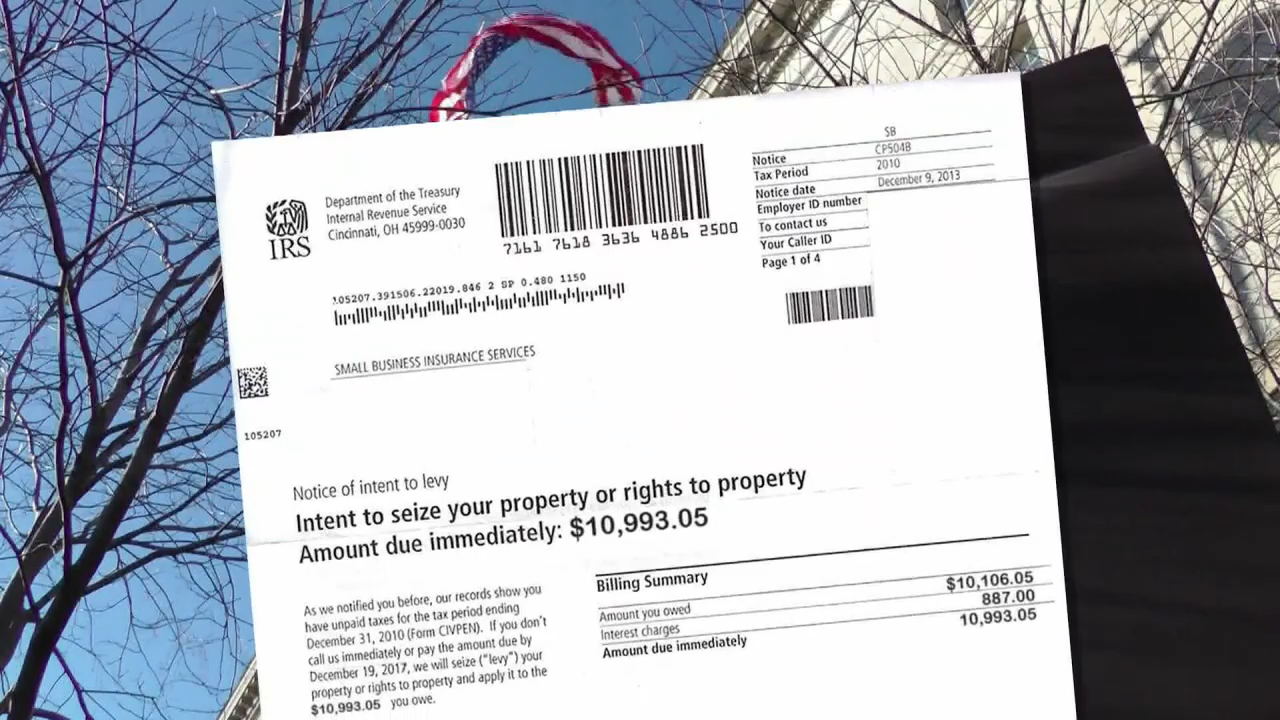 Department of the Treasury
Internal Revenue Service
Cincinnati, OH 45999-0030
IRS
7161 7618 3636 4886 2500
SB
Notice CP504B
Tax Period 2010
Notice date December 9, 2013
Employer ID number
To contact us
Your Caller ID
Page 1 of 4
105207.391506.22019.846 2 SP 0.480 1150
SMALL BUSINESS INSURANCE SERVICES
105207
Notice of intent to levy
Intent to seize your property or rights to property
Amount due immediately: $10,993.05
As we notified you before, our records show you
have unpaid taxes for the tax period ending
December 31, 2010 (Form CIVPEN). If you don't
call us immediately or pay the amount due by
December 19, 2017, we will seize ("levy") your
property or rights to property and apply it to the
$10,993.05 you owe.
Billing Summary
Amount you owed $10,106.05
Interest charges 887.00
Amount due immediately 10,993.05